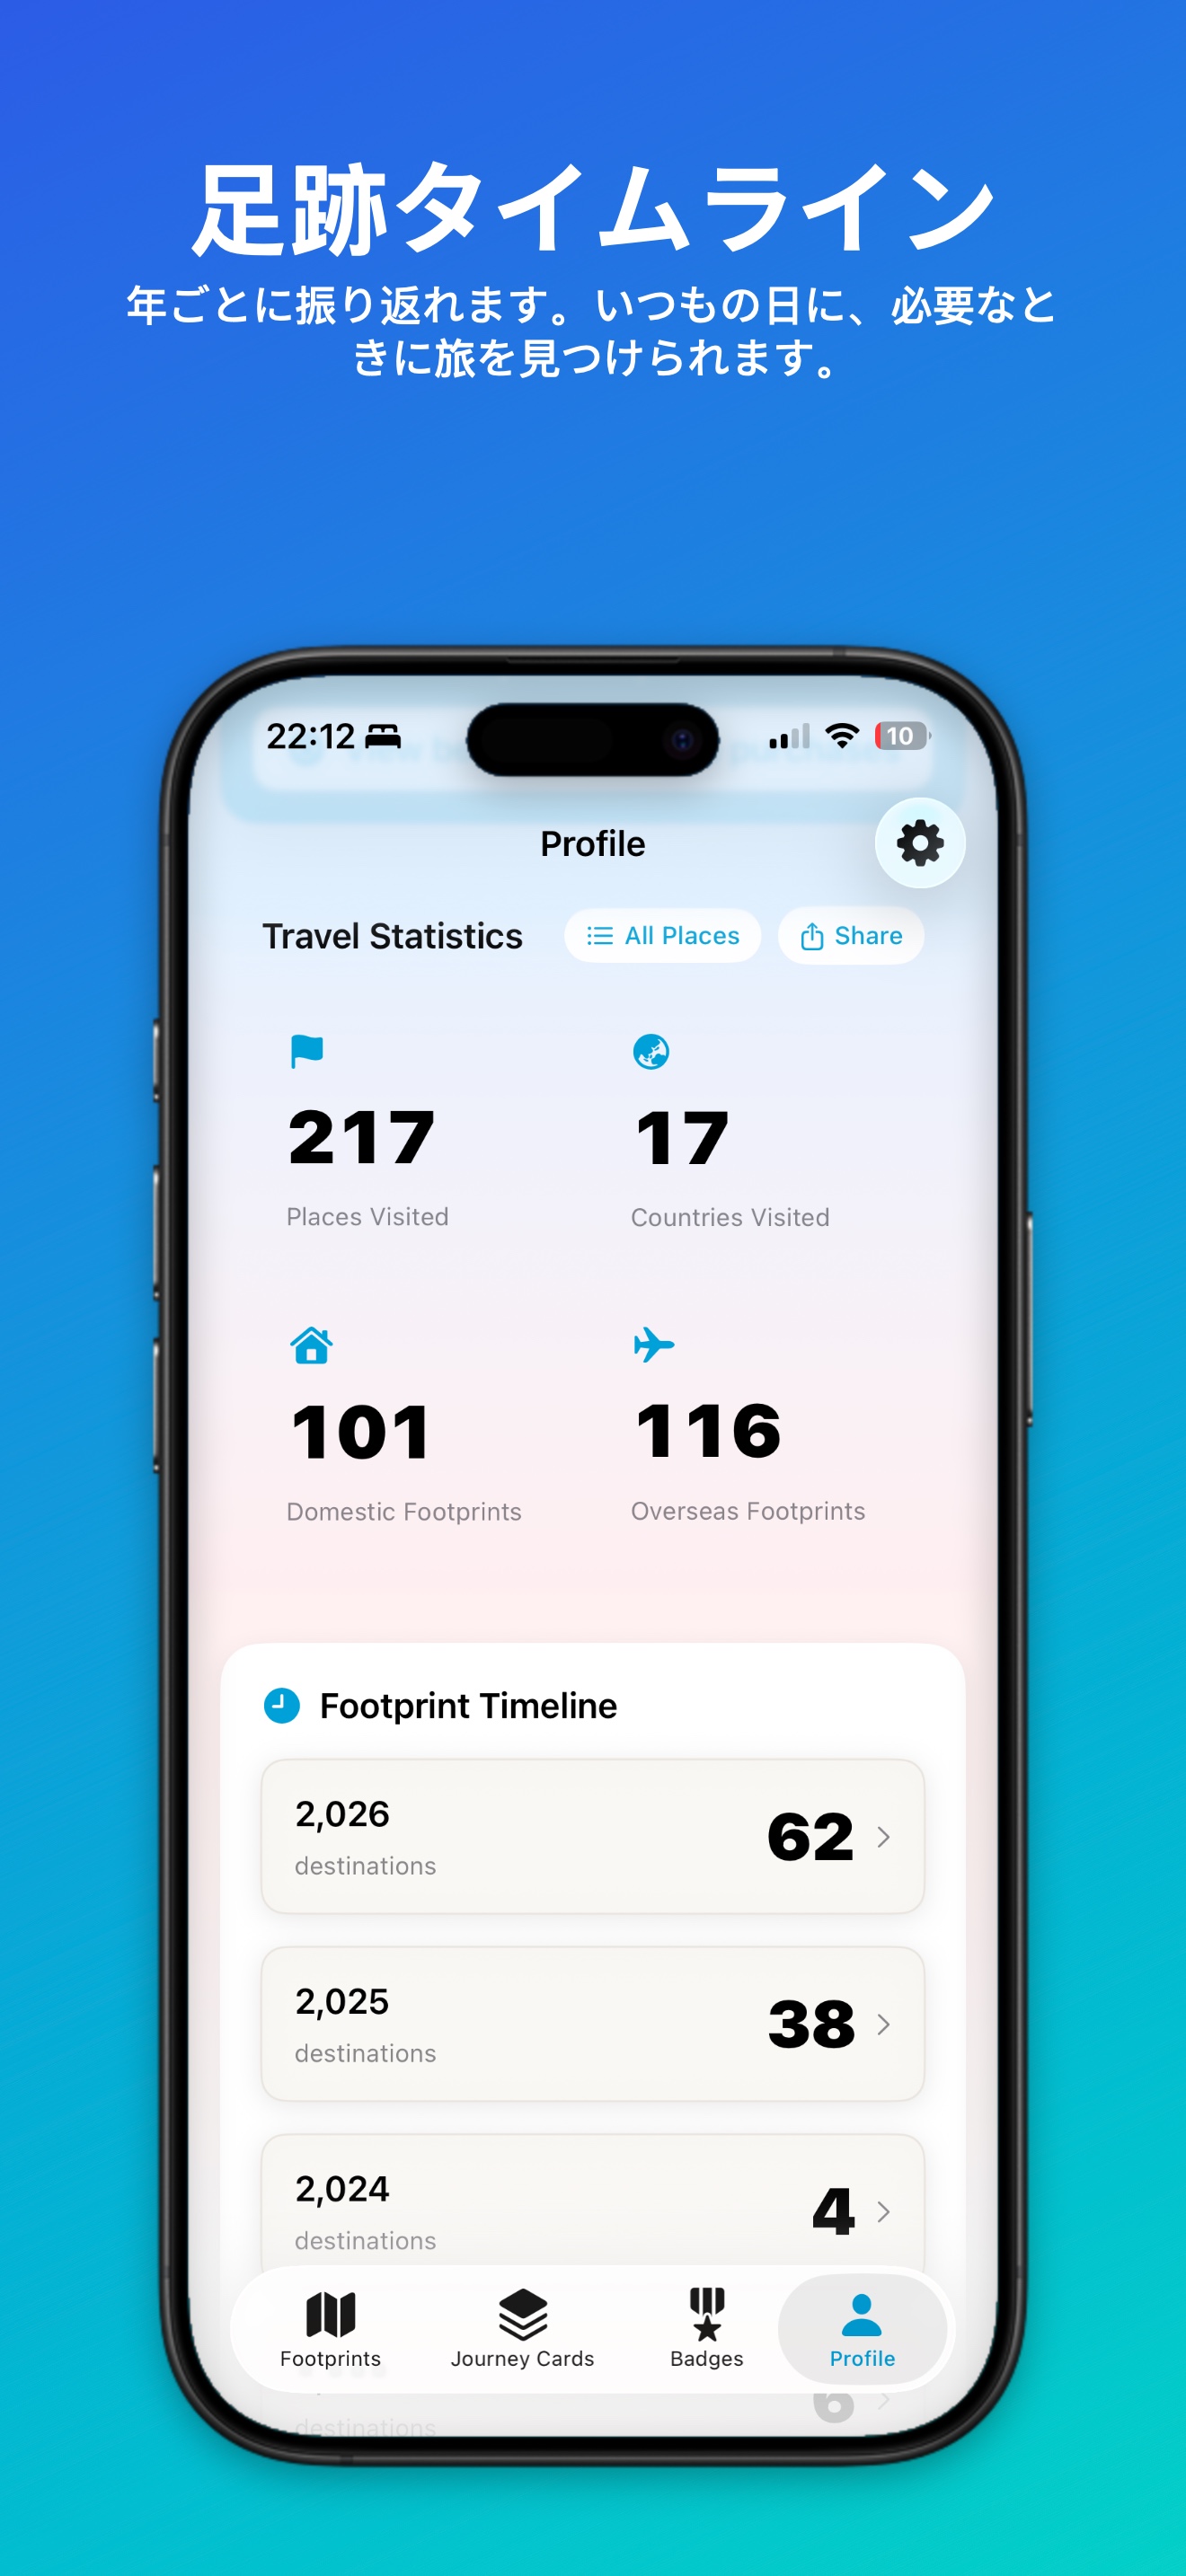 足跡タイムライン
年ごとに振り返れます。いつもの日に、必要なと
きに旅を見つけられます。
22:12
10
Profile
Travel Statistics
All Places
Share
217
17
Places Visited
Countries Visited
101
116
Domestic Footprints
Overseas Footprints
Footprint Timeline
2,026
destinations
62
2,025
destinations
38
2,024
destinations
4
Footprints
Journey Cards
Badges
Profile
destinations
6